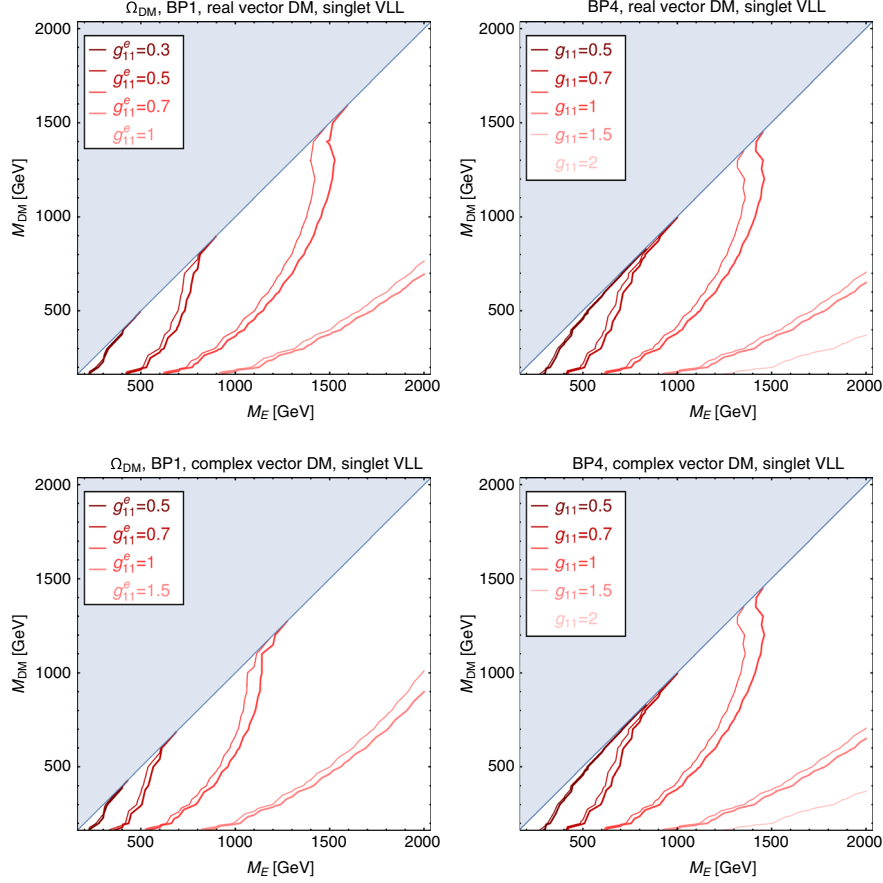 Ω_DM, BP1, real vector DM, singlet VLL
g^e_11=0.3
g^e_11=0.5
g^e_11=0.7
g^e_11=1
M_DM [GeV]
2000
1500
1000
500
500 1000 1500 2000
M_E [GeV]
BP4, real vector DM, singlet VLL
g_11=0.5
g_11=0.7
g_11=1
g_11=1.5
g_11=2
M_DM [GeV]
2000
1500
1000
500
500 1000 1500 2000
M_E [GeV]
Ω_DM, BP1, complex vector DM, singlet VLL
g^e_11=0.5
g^e_11=0.7
g^e_11=1
g^e_11=1.5
M_DM [GeV]
2000
1500
1000
500
500 1000 1500 2000
M_E [GeV]
BP4, complex vector DM, singlet VLL
g_11=0.5
g_11=0.7
g_11=1
g_11=1.5
g_11=2
M_DM [GeV]
2000
1500
1000
500
500 1000 1500 2000
M_E [GeV]